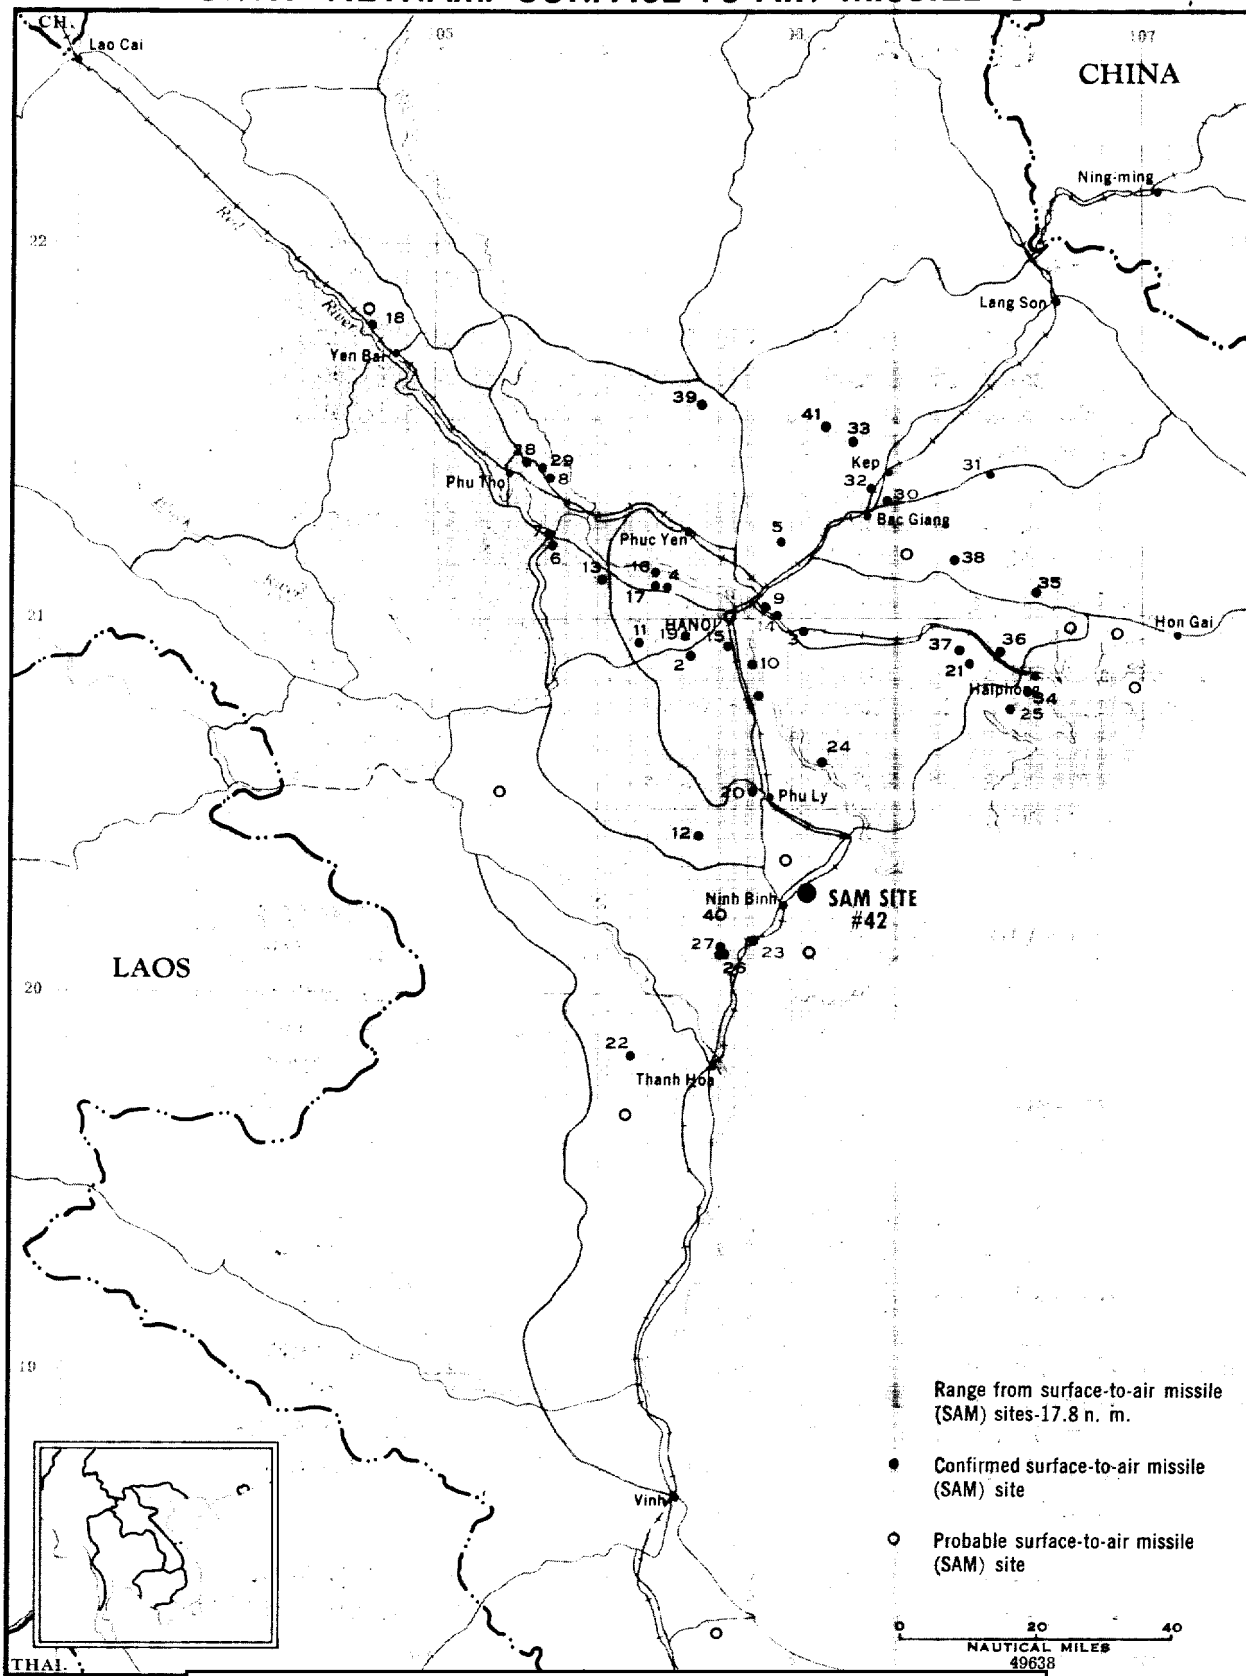 CH.
Lao Cai
105
106
107
CHINA
Ning-ming
22
Red
River
18
Yen Bai
Lang Son
39
41
33
Kep
28
29
8
Phu Tho
32
31
30
Bac Giang
7
6
Phuc Yen
5
38
13
16
4
17
35
21
9
HANOI
14
Hon Gai
11
19
15
3
37
36
2
10
21
Haiphong
34
25
24
20
Phu Ly
12
Ninh Binh
SAM SITE
#42
40
27
23
26
LAOS
20
22
Thanh Hoa
19
Range from surface-to-air missile
(SAM) sites-17.8 n. m.
Confirmed surface-to-air missile
(SAM) site
Vinh
Probable surface-to-air missile
(SAM) site
0 20 40
NAUTICAL MILES
49638
THAI.